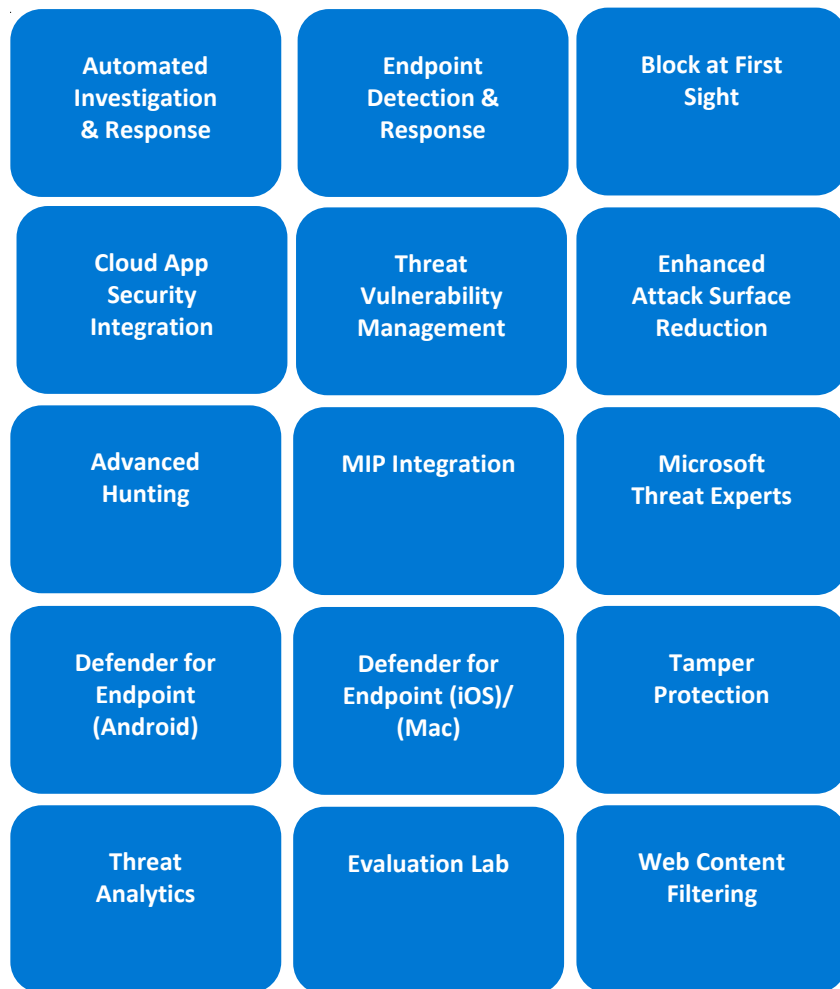 Automated
Investigation
& Response
Endpoint
Detection &
Response
Block at First
Sight
Cloud App
Security
Integration
Threat
Vulnerability
Management
Enhanced
Attack Surface
Reduction
Advanced
Hunting
MIP Integration
Microsoft
Threat Experts
Defender for
Endpoint
(Android)
Defender for
Endpoint (iOS)/
(Mac)
Tamper
Protection
Threat
Analytics
Evaluation Lab
Web Content
Filtering